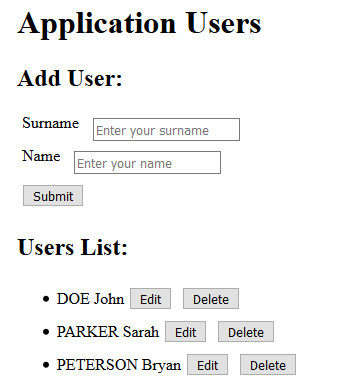 Application Users
Add User:
Surname Enter your surname
Name Enter your name
Submit
Users List:
DOE John Edit Delete
PARKER Sarah Edit Delete
PETERSON Bryan Edit Delete